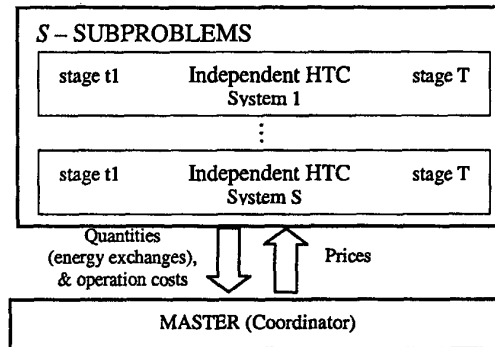 S – SUBPROBLEMS
stage t1 Independent HTC stage T
System 1
stage t1 Independent HTC stage T
System S
Quantities
(energy exchanges), Prices
& operation costs
MASTER (Coordinator)